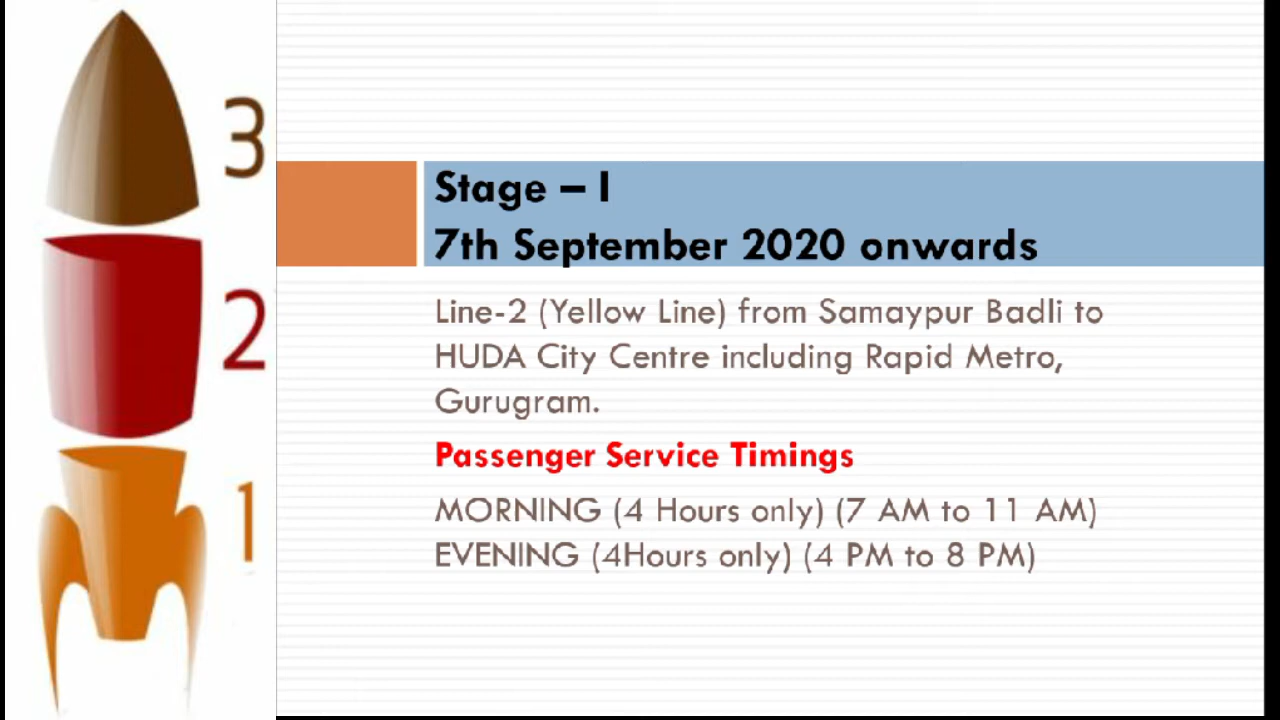 3
2
1
Stage – I
7th September 2020 onwards
Line-2 (Yellow Line) from Samaypur Badli to
HUDA City Centre including Rapid Metro,
Gurugram.
Passenger Service Timings
MORNING (4 Hours only) (7 AM to 11 AM)
EVENING (4Hours only) (4 PM to 8 PM)